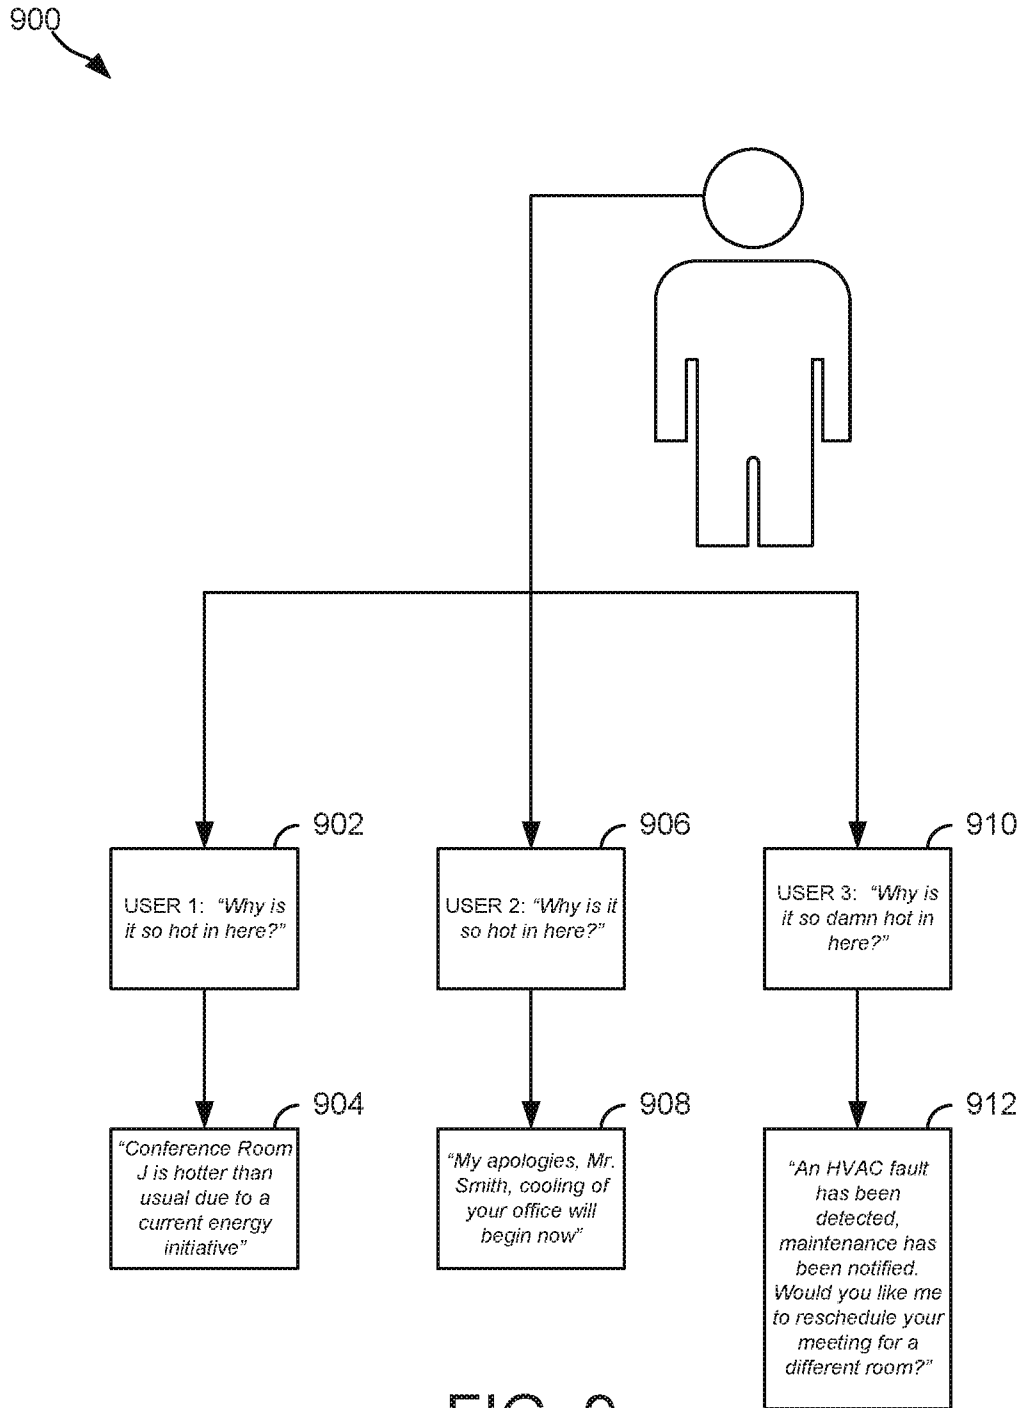 900
902
USER 1: “Why is
it so hot in here?”
906
USER 2: “Why is it
so hot in here?”
910
USER 3: “Why is
it so damn hot in
here?”
904
“Conference Room
J is hotter than
usual due to a
current energy
initiative”
908
“My apologies, Mr.
Smith, cooling of
your office will
begin now”
912
“An HVAC fault
has been
detected,
maintenance has
been notified.
Would you like me
to reschedule your
meeting for a
different room?”
FIG. 9